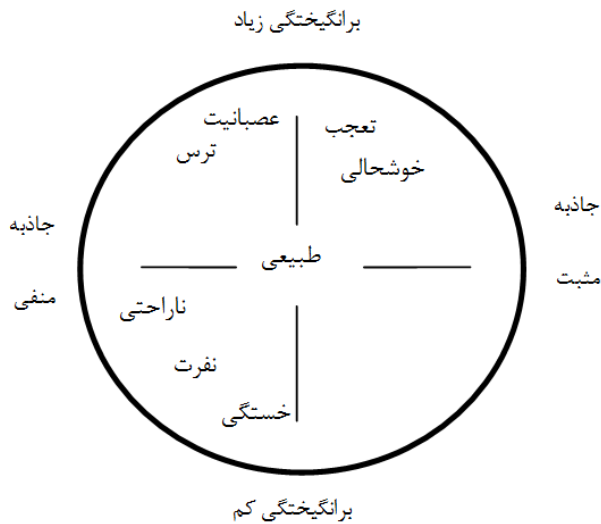 برانگیختگی زیاد
تعجب
عصبانیت
خوشحالی
ترس
جاذبه
مثبت
جاذبه
منفی
طبیعی
ناراحتی
نفرت
خستگی
برانگیختگی کم